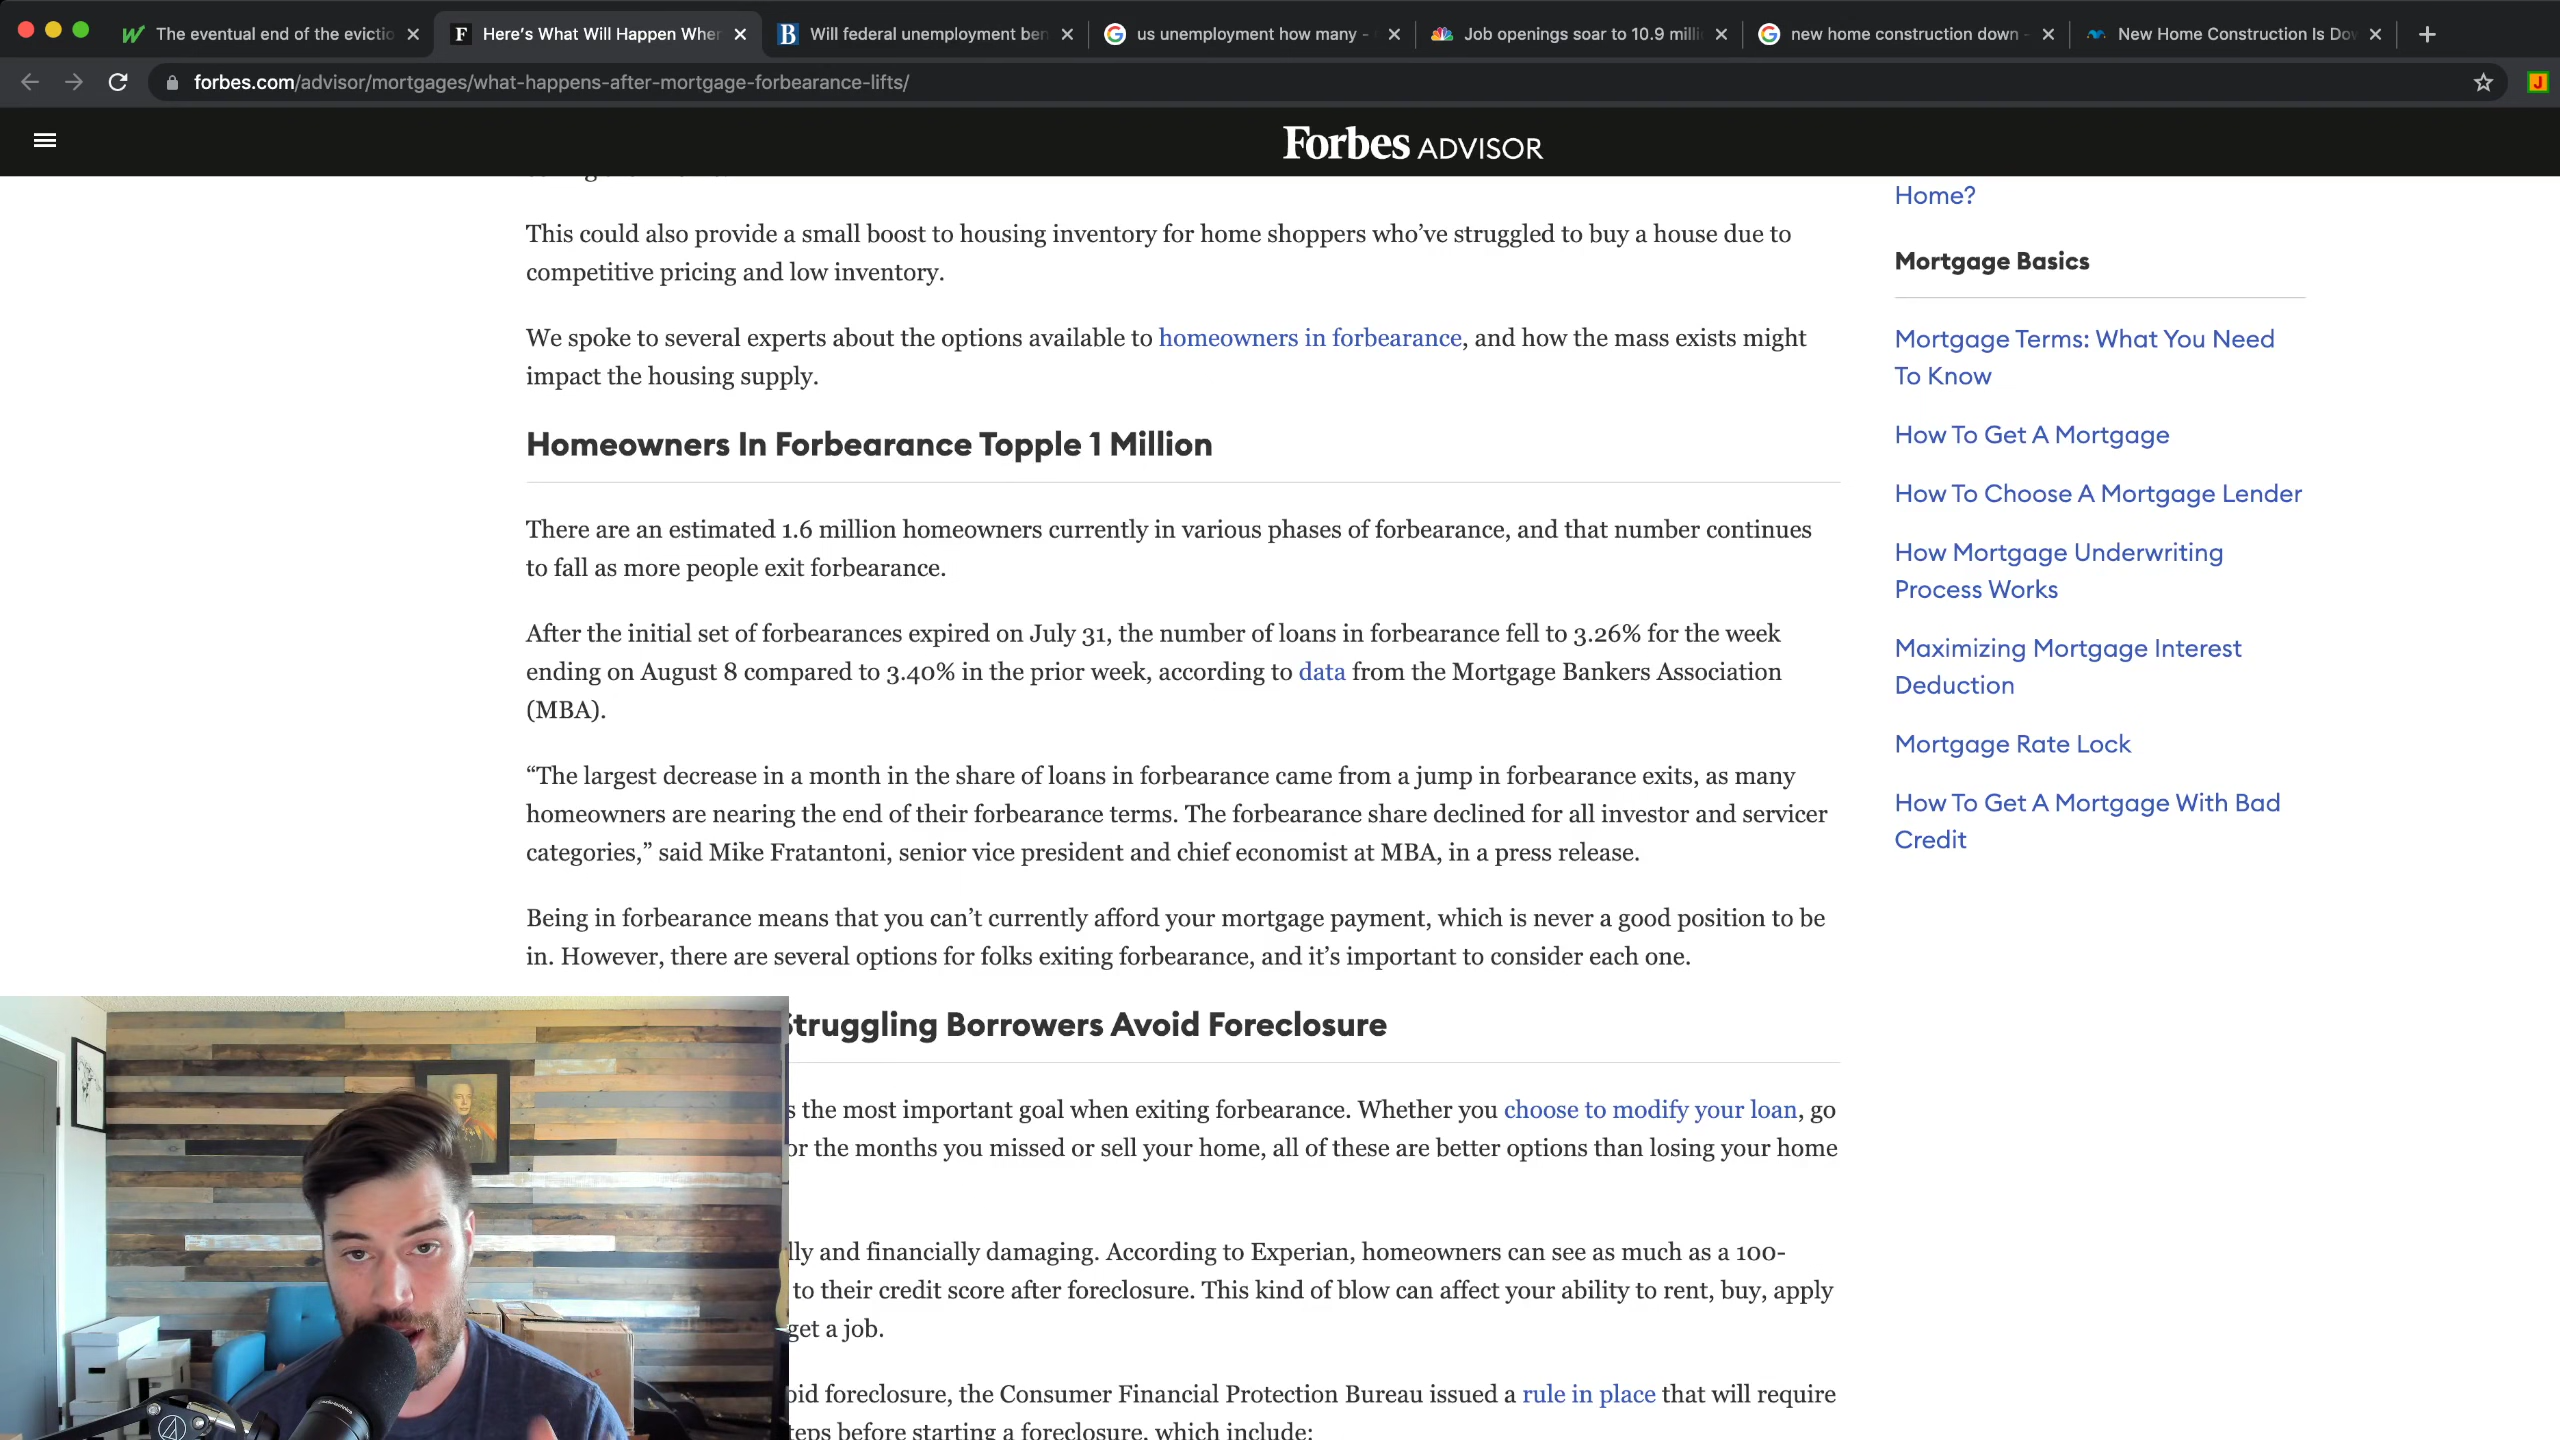 The eventual end of the evictio
Here's What Will Happen When
Will federal unemployment ben
us unemployment how many -
Job openings soar to 10.9 milli
new home construction down -
New Home Construction Is Dow
forbes.com/advisor/mortgages/what-happens-after-mortgage-forbearance-lifts/
Forbes ADVISOR
This could also provide a small boost to housing inventory for home shoppers who’ve struggled to buy a house due to
competitive pricing and low inventory.
We spoke to several experts about the options available to homeowners in forbearance, and how the mass exists might
impact the housing supply.
Homeowners In Forbearance Topple 1 Million
There are an estimated 1.6 million homeowners currently in various phases of forbearance, and that number continues
to fall as more people exit forbearance.
After the initial set of forbearances expired on July 31, the number of loans in forbearance fell to 3.26% for the week
ending on August 8 compared to 3.40% in the prior week, according to data from the Mortgage Bankers Association
(MBA).
“The largest decrease in a month in the share of loans in forbearance came from a jump in forbearance exits, as many
homeowners are nearing the end of their forbearance terms. The forbearance share declined for all investor and servicer
categories,” said Mike Fratantoni, senior vice president and chief economist at MBA, in a press release.
Being in forbearance means that you can’t currently afford your mortgage payment, which is never a good position to be
in. However, there are several options for folks exiting forbearance, and it’s important to consider each one.
Struggling Borrowers Avoid Foreclosure
s the most important goal when exiting forbearance. Whether you choose to modify your loan, go
or the months you missed or sell your home, all of these are better options than losing your home
lly and financially damaging. According to Experian, homeowners can see as much as a 100-
to their credit score after foreclosure. This kind of blow can affect your ability to rent, buy, apply
get a job.
oid foreclosure, the Consumer Financial Protection Bureau issued a rule in place that will require
teps before starting a foreclosure, which include:
Home?
Mortgage Basics
Mortgage Terms: What You Need
To Know
How To Get A Mortgage
How To Choose A Mortgage Lender
How Mortgage Underwriting
Process Works
Maximizing Mortgage Interest
Deduction
Mortgage Rate Lock
How To Get A Mortgage With Bad
Credit